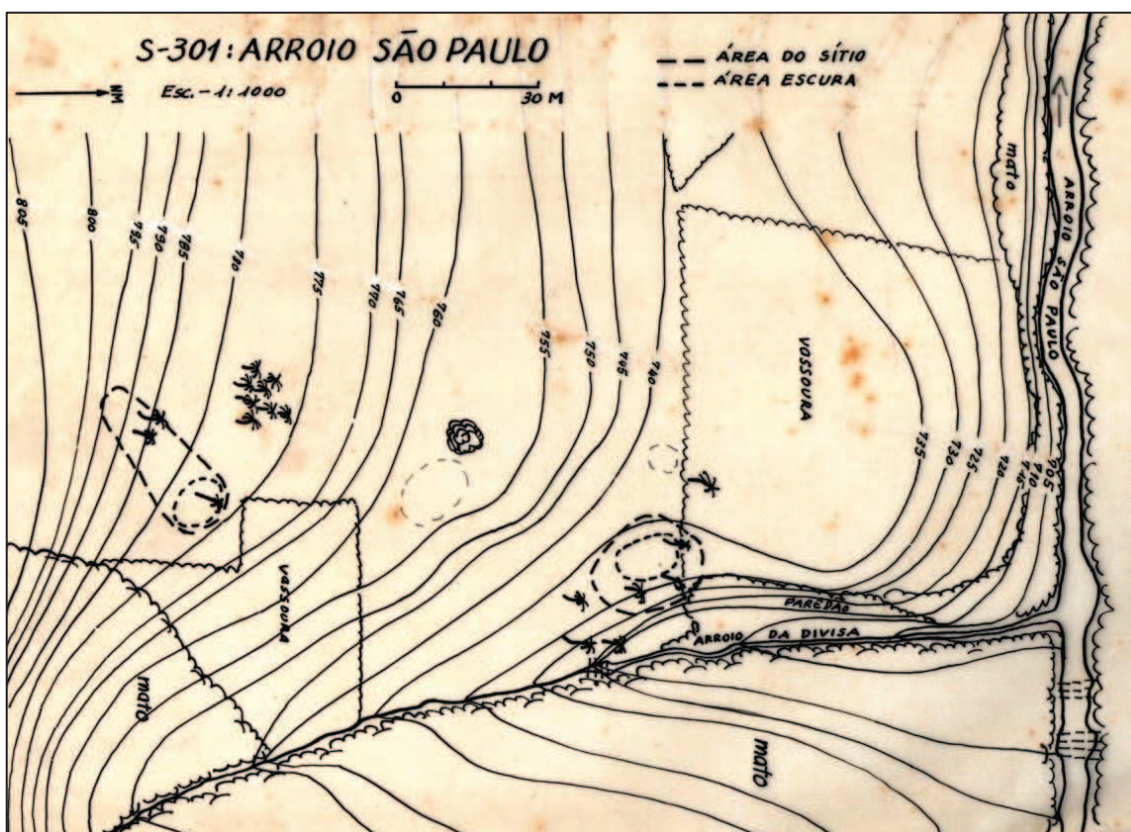 S-301: ARROIO SÃO PAULO
NM
Esc.-1:1000
0 30 M
ÁREA DO SÍTIO
ÁREA ESCURA
mato
ARROIO SÃO PAULO
805
800
795
790
785
780
775
770
765
760
755
750
745
740
VOSSOURA
735
730
725
720
715
710
705
VOSSOURA
PAREDÃO
ARROIO DA DIVISA
mato
mato